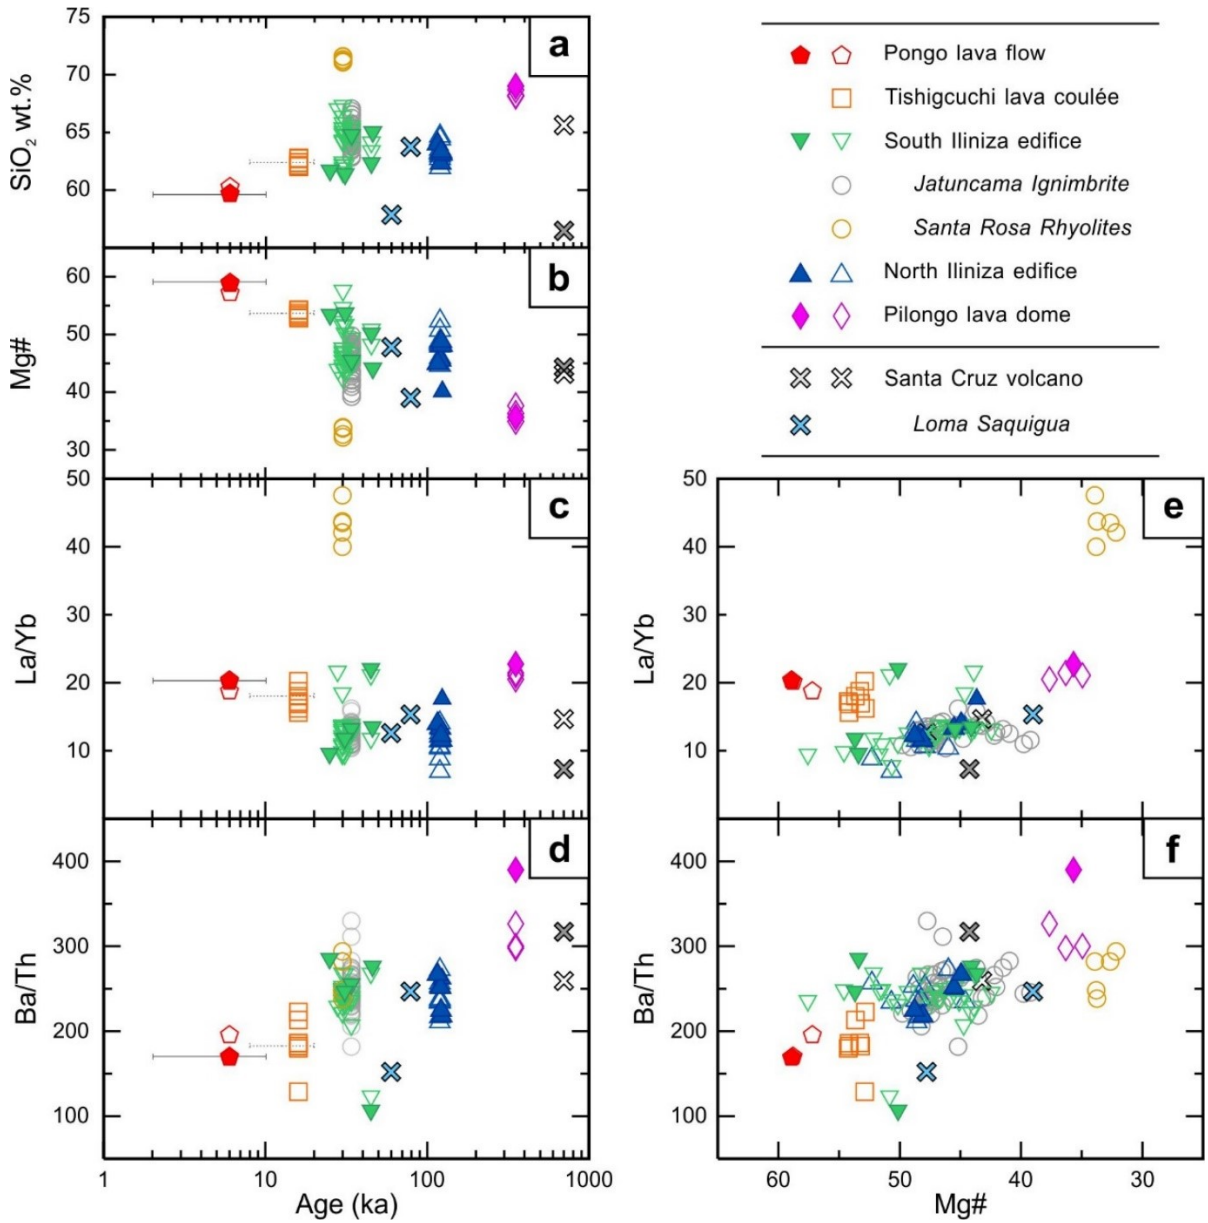 75
70
65
60
SiO2 wt.%
a
60
50
40
30
Mg#
b
50
40
30
20
10
La/Yb
c
400
300
200
100
Ba/Th
d
1
10
100
1000
Age (ka)
Pongo lava flow
Tishigcuchi lava coulée
South Iliniza edifice
Jatuncama Ignimbrite
Santa Rosa Rhyolites
North Iliniza edifice
Pilongo lava dome
Santa Cruz volcano
Loma Saquigua
50
40
30
20
10
La/Yb
e
400
300
200
100
Ba/Th
f
60
50
40
30
Mg#